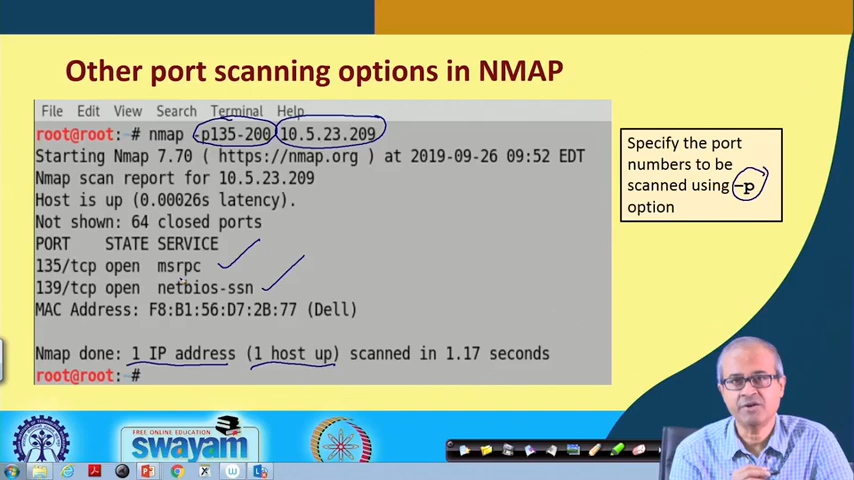 Other port scanning options in NMAP
File Edit View Search Terminal Help
root@root: ~# nmap -p135-200 10.5.23.209
Starting Nmap 7.70 ( https://nmap.org ) at 2019-09-26 09:52 EDT
Nmap scan report for 10.5.23.209
Host is up (0.00026s latency).
Not shown: 64 closed ports
PORT STATE SERVICE
135/tcp open msrpc
139/tcp open netbios-ssn
MAC Address: F8:B1:56:D7:2B:77 (Dell)
Nmap done: 1 IP address (1 host up) scanned in 1.17 seconds
root@root: ~#
Specify the port
numbers to be
scanned using –p
option
FREE ONLINE EDUCATION
swayam